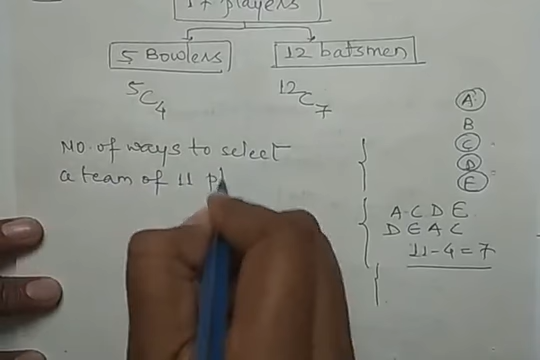 17 players
5 Bowlers
12 batsmen
5C4
12C7
A
B
C
D
E
No. of ways to select
a team of 11 pl
A C D E
D E A C
11-4=7